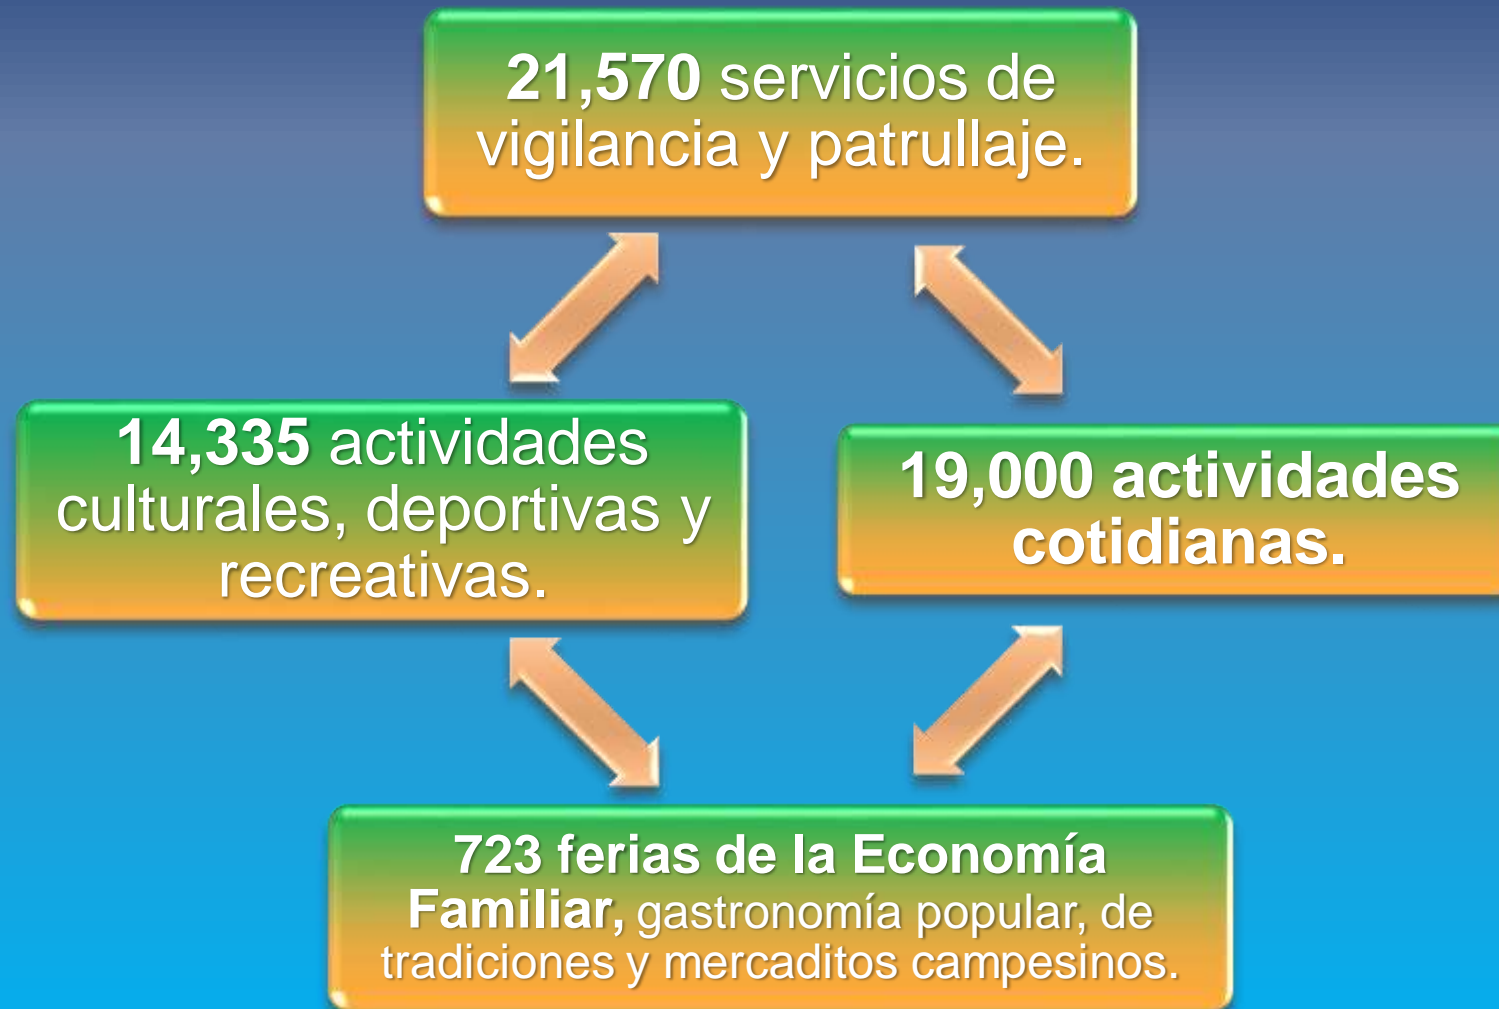 21,570 servicios de
vigilancia y patrullaje.
14,335 actividades
culturales, deportivas y
recreativas.
19,000 actividades
cotidianas.
723 ferias de la Economía
Familiar, gastronomía popular, de
tradiciones y mercaditos campesinos.